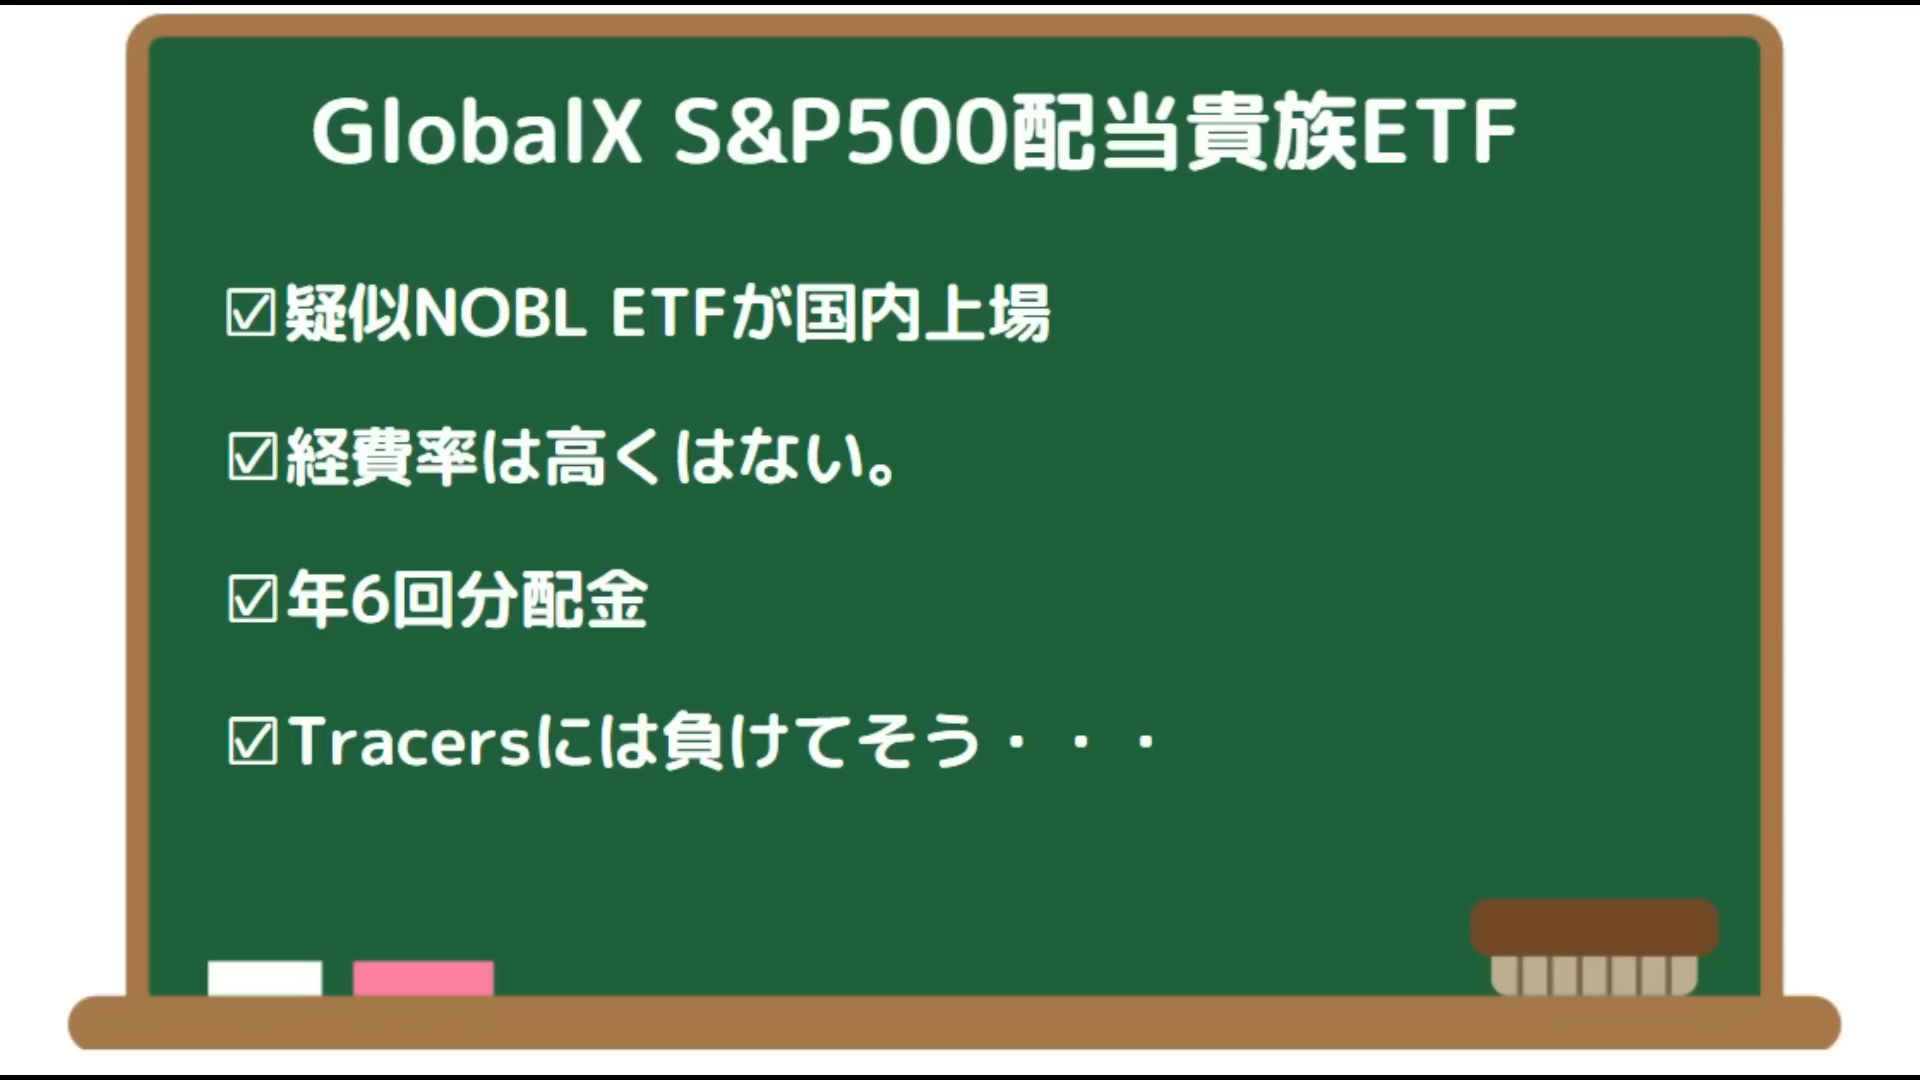 GlobalX S&P500配当貴族ETF
☑疑似NOBL ETFが国内上場
☑経費率は高くはない。
☑年6回分配金
☑Tracersには負けてそう・・・